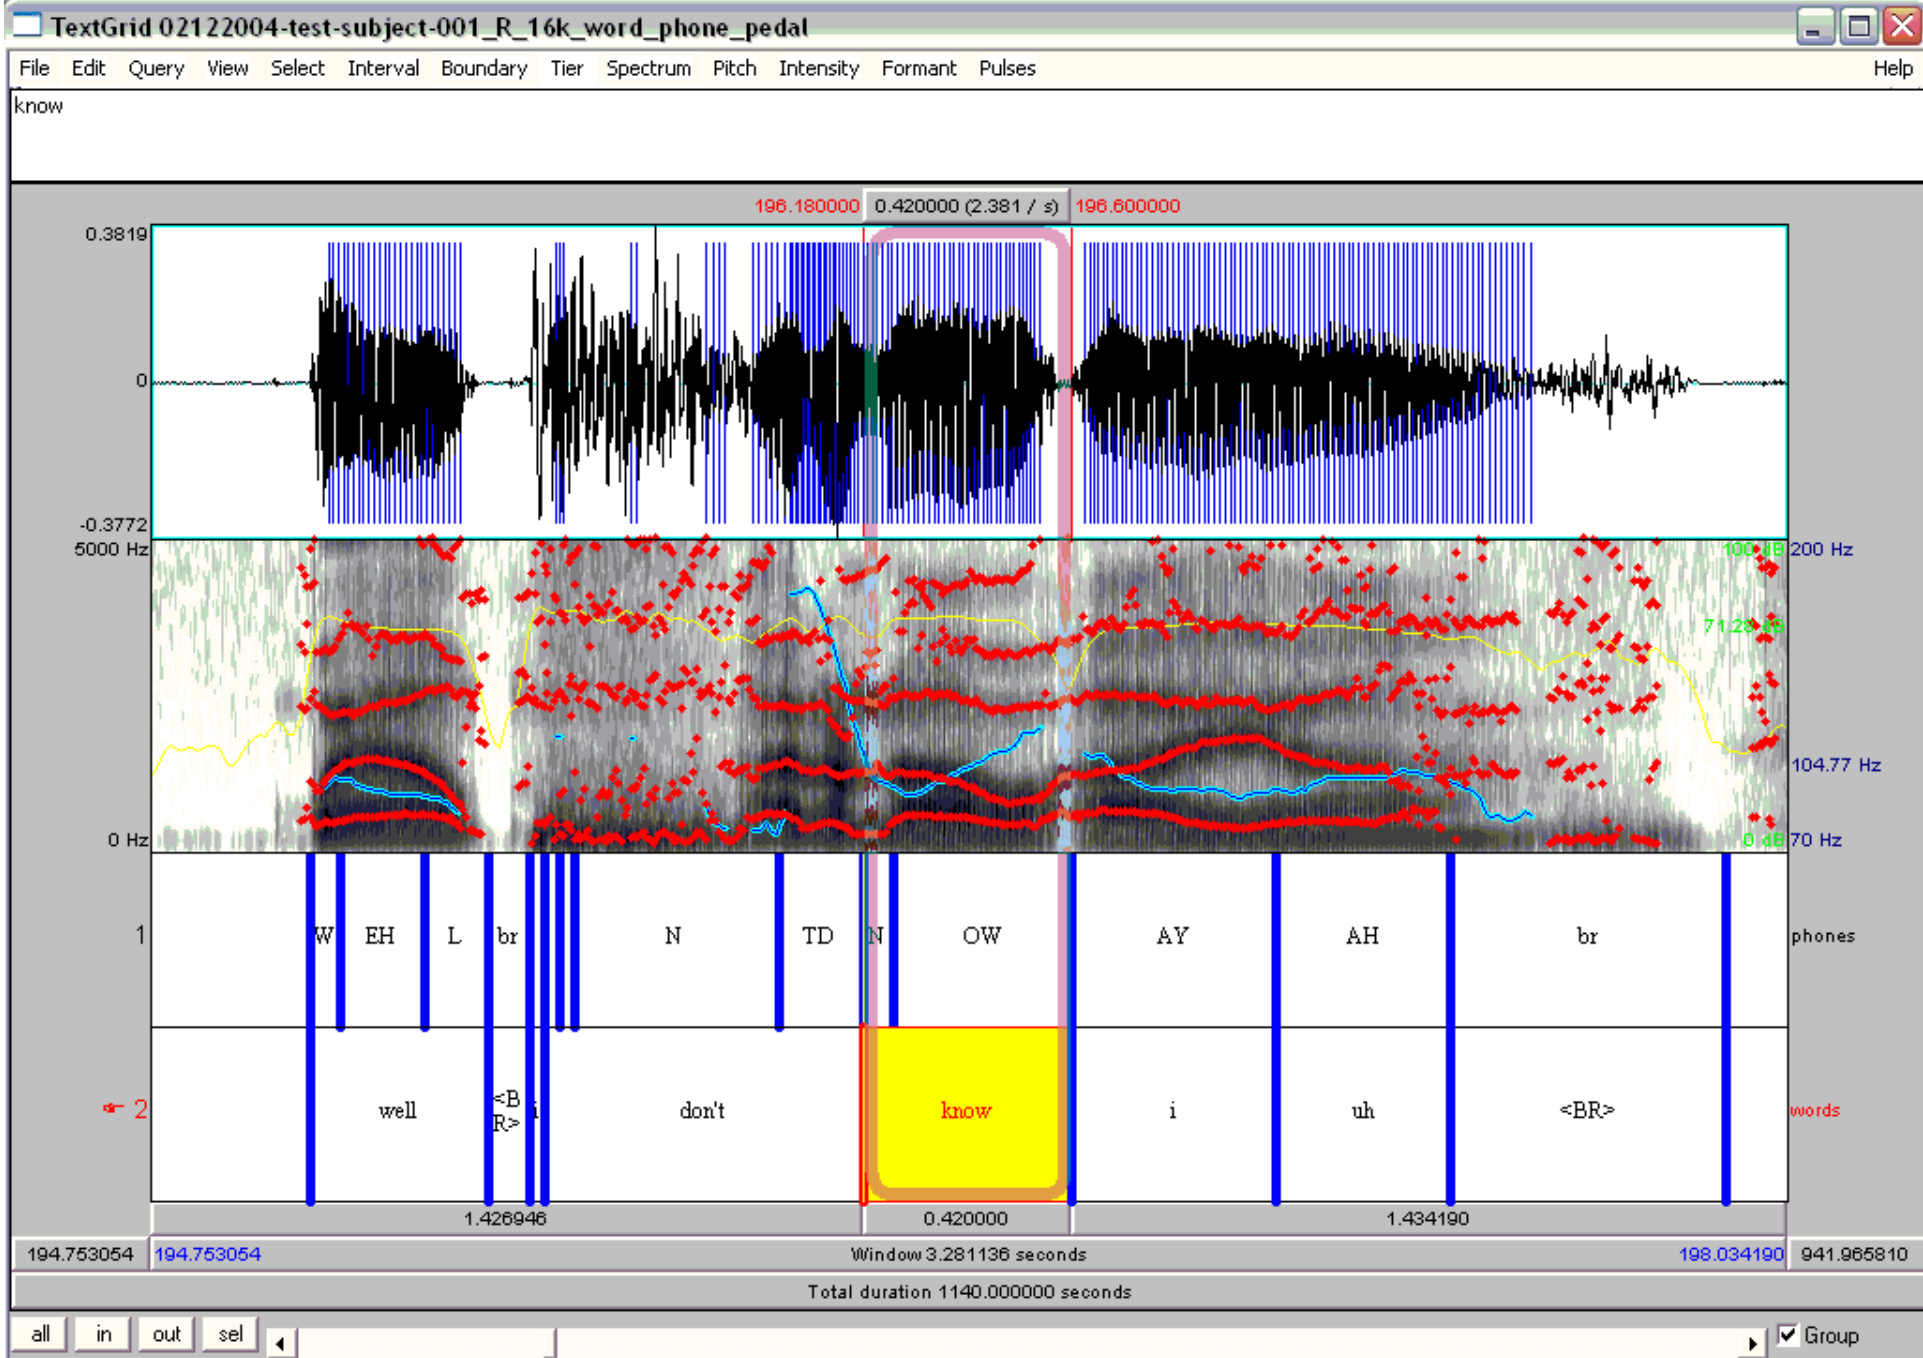 TextGrid 02122004-test-subject-001_R_16k_word_phone_pedal
File Edit Query View Select Interval Boundary Tier Spectrum Pitch Intensity Formant Pulses Help
know
196.180000 0.420000 (2.381 / s) 196.600000
0.3819
0
-0.3772
5000 Hz 100 dB 200 Hz
71.28 dB
104.77 Hz
0 Hz 0 dB 70 Hz
1 W EH L br N TD N OW AY AH br phones
2 well <BR> i don't know i uh <BR> words
1.426946 0.420000 1.434190
194.753054 194.753054 Window 3.281136 seconds 198.034190 941.965810
Total duration 1140.000000 seconds
all in out sel Group